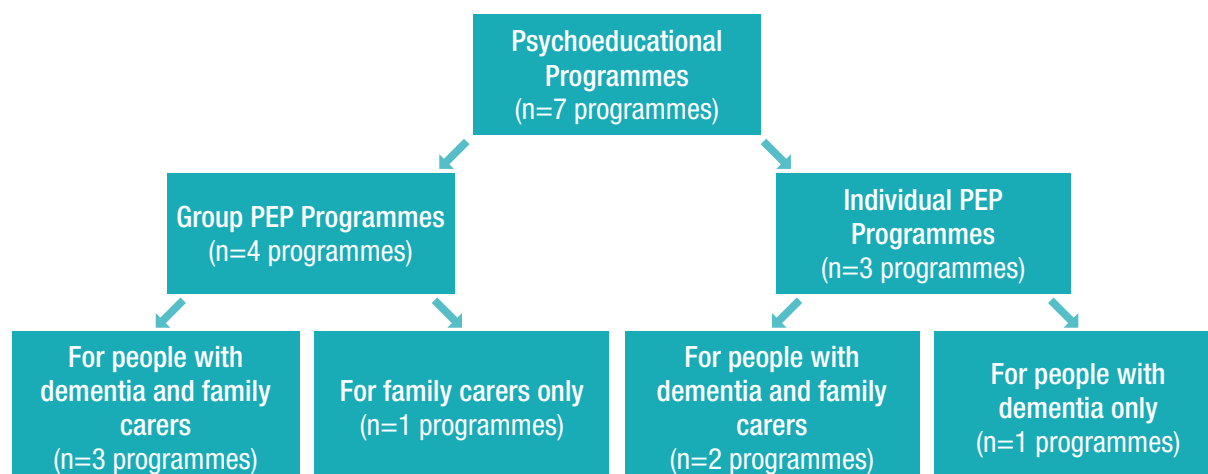 Psychoeducational
Programmes
(n=7 programmes)
Group PEP Programmes
(n=4 programmes)
Individual PEP
Programmes
(n=3 programmes)
For people with
dementia and family
carers
(n=3 programmes)
For family carers only
(n=1 programmes)
For people with
dementia and family
carers
(n=2 programmes)
For people with
dementia only
(n=1 programmes)